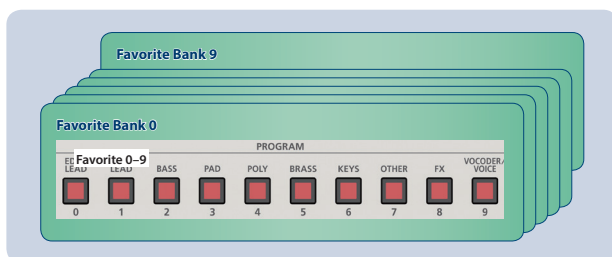 Favorite Bank 9
Favorite Bank 0
PROGRAM
Favorite 0–9
LEAD LEAD BASS PAD POLY BRASS KEYS OTHER FX VOCODER/
VOICE
0 1 2 3 4 5 6 7 8 9